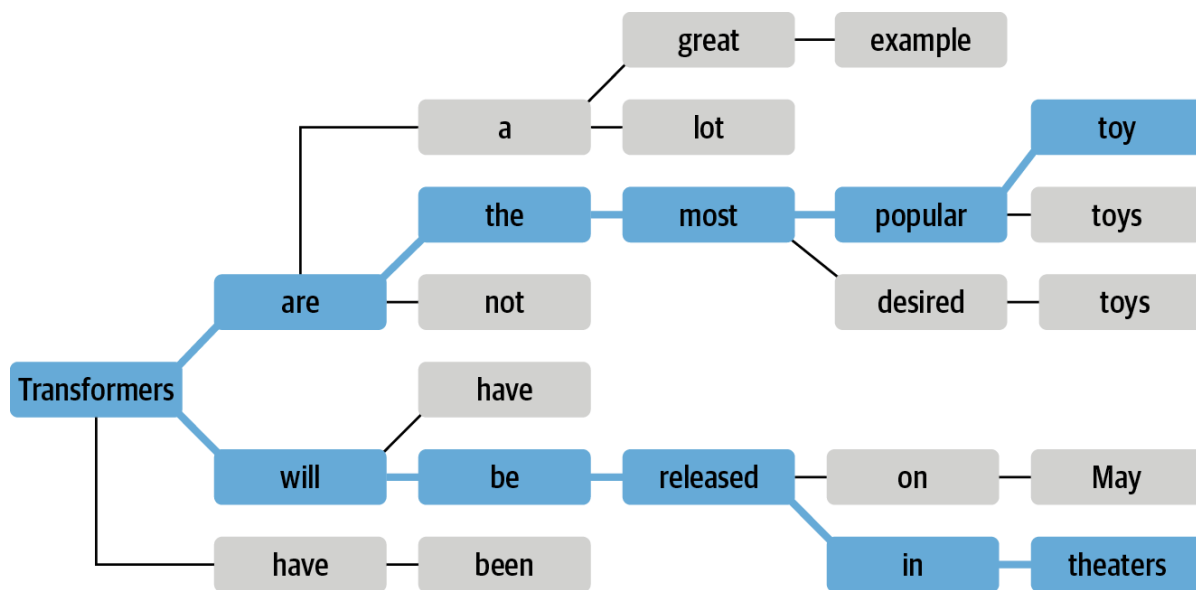 great example
a lot toy
the most popular toys
are not desired toys
Transformers have
will be released on May
have been in theaters